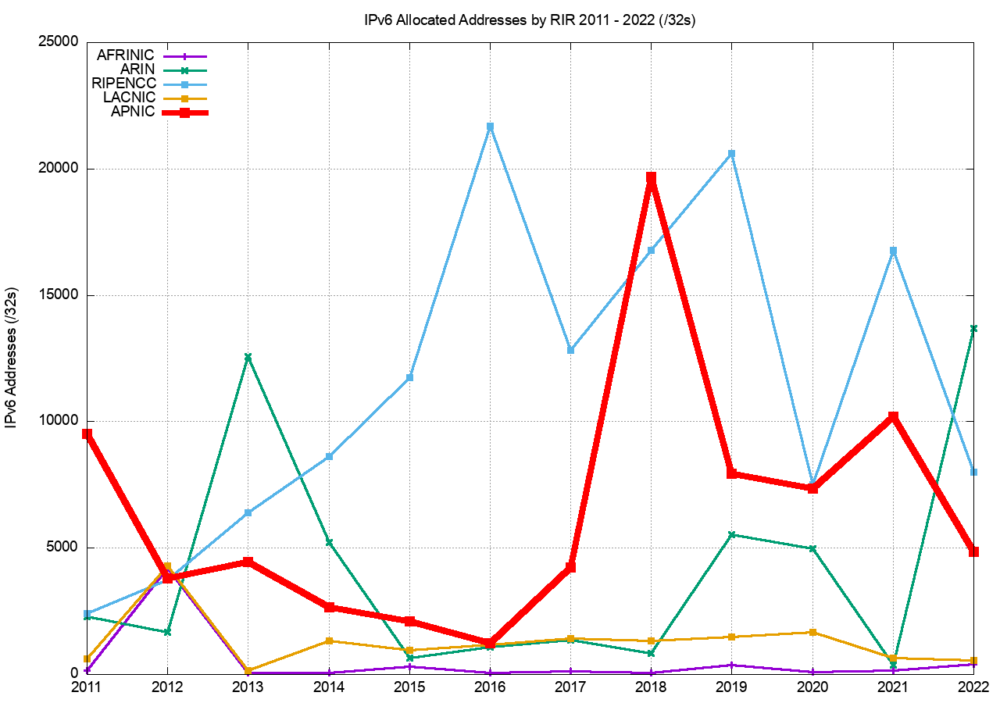 IPv6 Allocated Addresses by RIR 2011 - 2022 (/32s)
25000
20000
15000
10000
5000
0
IPv6 Addresses (/32s)
AFRINIC
ARIN
RIPENCC
LACNIC
APNIC
2011 2012 2013 2014 2015 2016 2017 2018 2019 2020 2021 2022